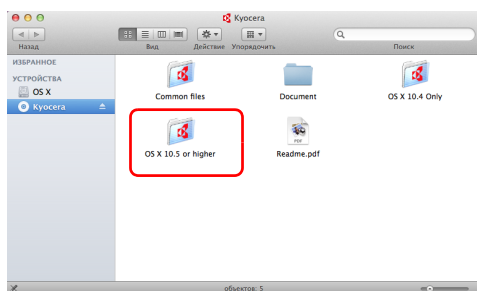 Kyocera
Назад
Вид
Действие
Упорядочить
Поиск
ИЗБРАННОЕ
УСТРОЙСТВА
OS X
Kyocera
Common files
Document
OS X 10.4 Only
OS X 10.5 or higher
PDF
Readme.pdf
объектов: 5